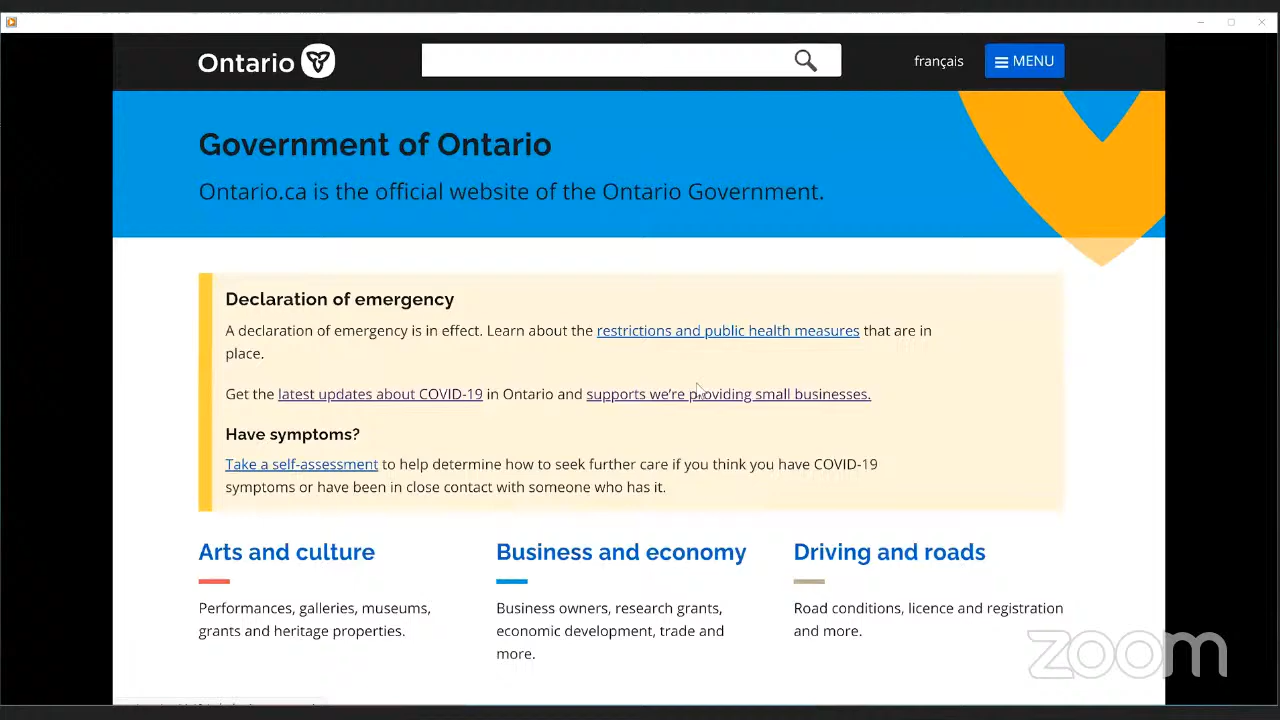 Ontario
français
MENU
Government of Ontario
Ontario.ca is the official website of the Ontario Government.
Declaration of emergency
A declaration of emergency is in effect. Learn about the restrictions and public health measures that are in
place.
Get the latest updates about COVID-19 in Ontario and supports we're providing small businesses.
Have symptoms?
Take a self-assessment to help determine how to seek further care if you think you have COVID-19
symptoms or have been in close contact with someone who has it.
Arts and culture
Performances, galleries, museums,
grants and heritage properties.
Business and economy
Business owners, research grants,
economic development, trade and
more.
Driving and roads
Road conditions, licence and registration
and more.
zoom